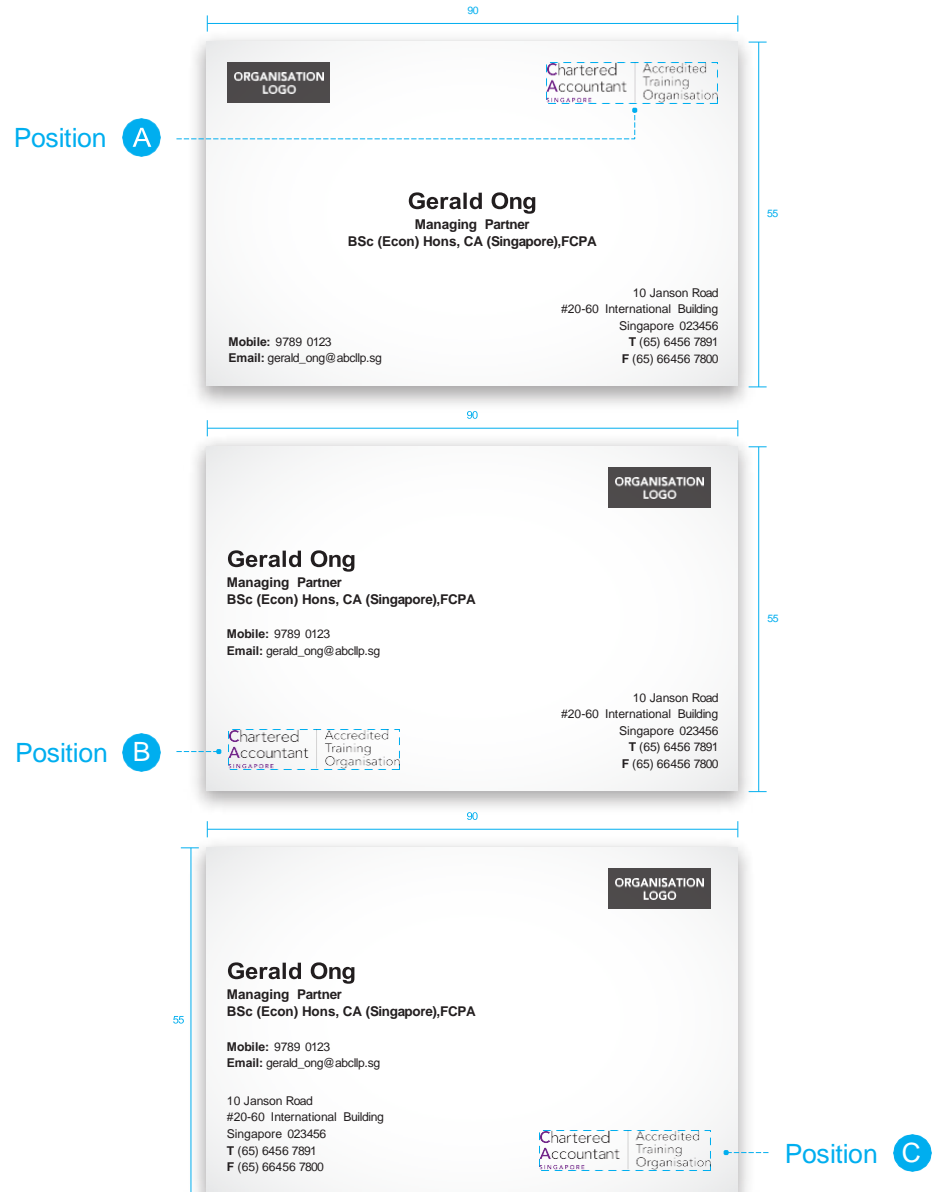 90
ORGANISATION
LOGO
Chartered
Accountant
SINGAPORE
Accredited
Training
Organisation
Position A
Gerald Ong
Managing Partner
BSc (Econ) Hons, CA (Singapore),FCPA
55
Mobile: 9789 0123
Email: gerald_ong@abcllp.sg
10 Janson Road
#20-60 International Building
Singapore 023456
T (65) 6456 7891
F (65) 66456 7800
90
ORGANISATION
LOGO
Gerald Ong
Managing Partner
BSc (Econ) Hons, CA (Singapore),FCPA
55
Mobile: 9789 0123
Email: gerald_ong@abcllp.sg
10 Janson Road
#20-60 International Building
Singapore 023456
T (65) 6456 7891
F (65) 66456 7800
Position B
Chartered
Accountant
SINGAPORE
Accredited
Training
Organisation
90
ORGANISATION
LOGO
Gerald Ong
Managing Partner
BSc (Econ) Hons, CA (Singapore),FCPA
55
Mobile: 9789 0123
Email: gerald_ong@abcllp.sg
10 Janson Road
#20-60 International Building
Singapore 023456
T (65) 6456 7891
F (65) 66456 7800
Chartered
Accountant
SINGAPORE
Accredited
Training
Organisation
Position C